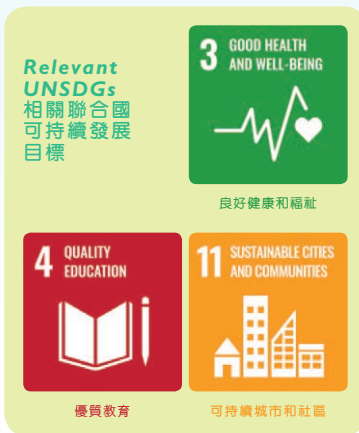 Relevant
UNSDGs
相關聯合國
可持續發展
目標
3 GOOD HEALTH
AND WELL-BEING
良好健康和福祉
4 QUALITY
EDUCATION
優質教育
11 SUSTAINABLE CITIES
AND COMMUNITIES
可持續城市和社區